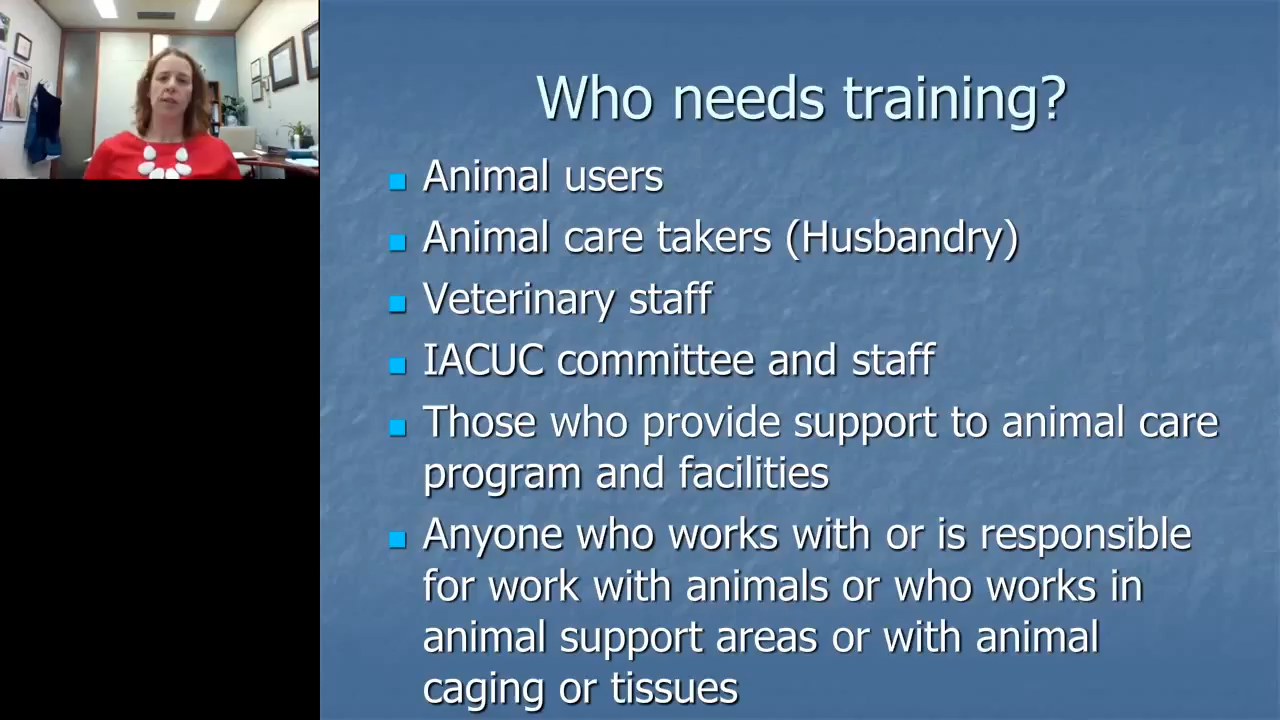 Who needs training?
Animal users
Animal care takers (Husbandry)
Veterinary staff
IACUC committee and staff
Those who provide support to animal care
program and facilities
Anyone who works with or is responsible
for work with animals or who works in
animal support areas or with animal
caging or tissues